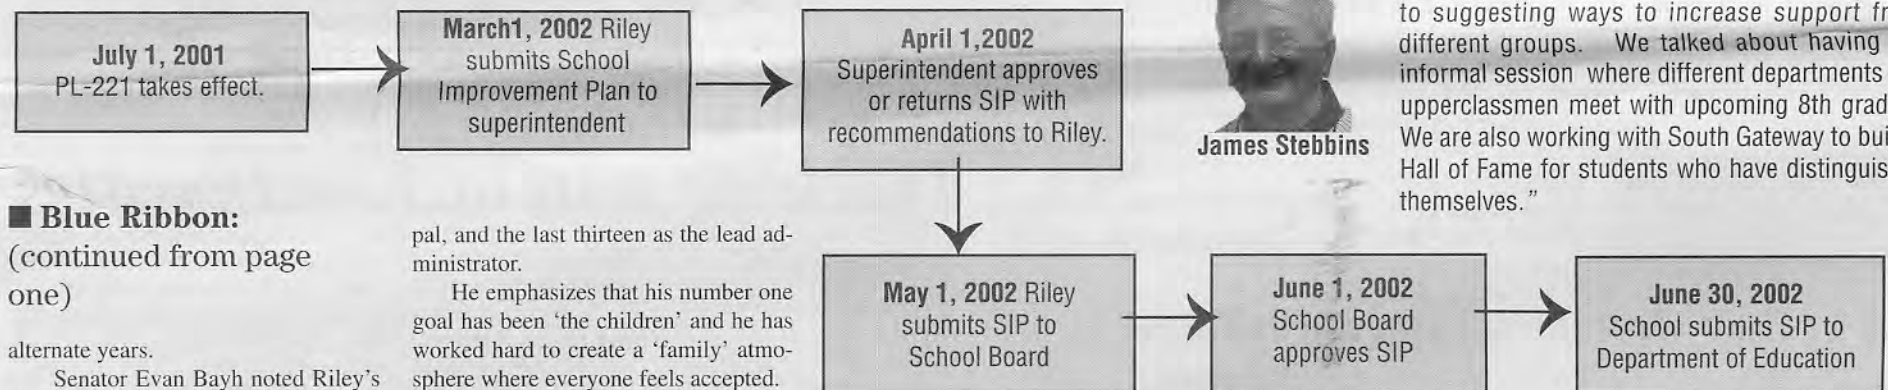 July 1, 2001
PL-221 takes effect.
March1, 2002 Riley
submits School
Improvement Plan to
superintendent
April 1,2002
Superintendent approves
or returns SIP with
recommendations to Riley.
May 1, 2002 Riley
submits SIP to
School Board
June 1, 2002
School Board
approves SIP
June 30, 2002
School submits SIP to
Department of Education
James Stebbins
to suggesting ways to increase support
different groups. We talked about having
informal session where different departments
upperclassmen meet with upcoming 8th
We are also working with South Gateway to
Hall of Fame for students who have
themselves."
■ Blue Ribbon:
(continued from page
one)
alternate years.
Senator Evan Bayh noted Riley's
pal, and the last thirteen as the lead ad-
ministrator.
He emphasizes that his number one
goal has been 'the children' and he has
worked hard to create a 'family' atmo-
sphere where everyone feels accepted.